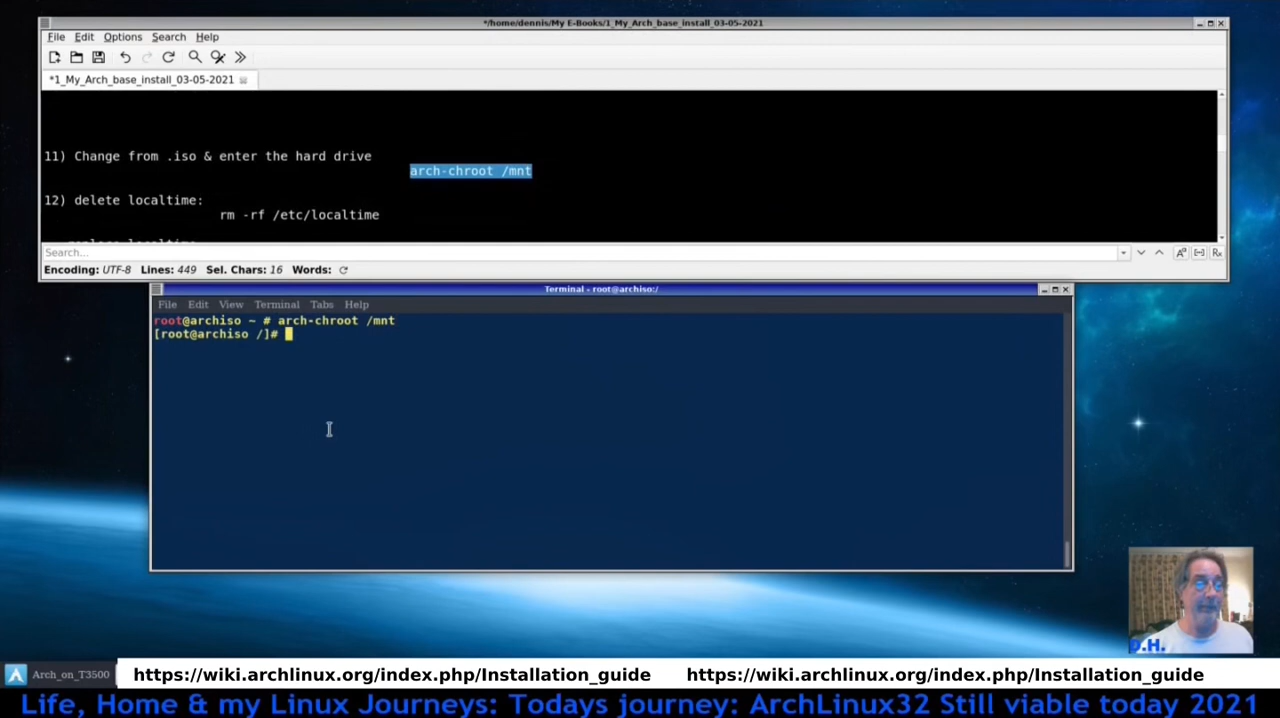 */home/dennis/My E-Books/1_My_Arch_base_install_03-05-2021
File Edit Options Search Help
*1_My_Arch_base_install_03-05-2021
11) Change from .iso & enter the hard drive
arch-chroot /mnt
12) delete localtime:
rm -rf /etc/localtime
Search...
Encoding: UTF-8 Lines: 449 Sel. Chars: 16 Words:
Terminal - root@archiso:/
File Edit View Terminal Tabs Help
root@archiso ~ # arch-chroot /mnt
[root@archiso /]#
D.H.
Arch_on_T3500
https://wiki.archlinux.org/index.php/Installation_guide https://wiki.archlinux.org/index.php/Installation_guide
Life, Home & my Linux Journeys: Todays journey: ArchLinux32 Still viable today 2021